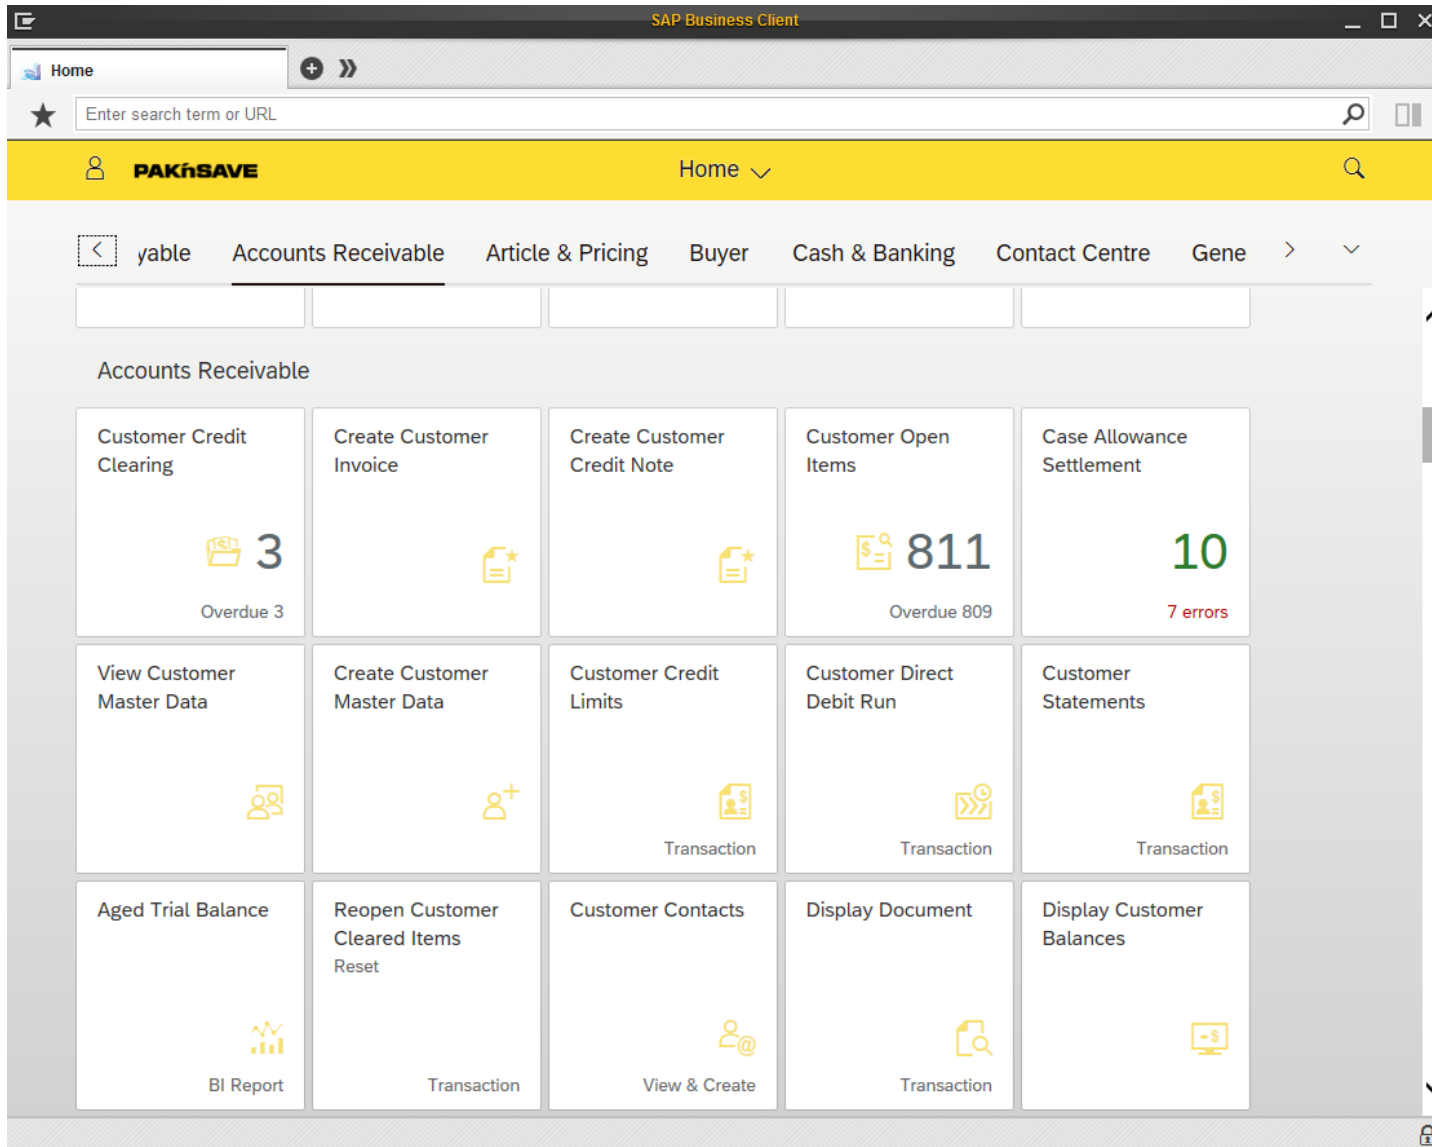 SAP Business Client
Home
Enter search term or URL
PAK'nSAVE
Home
yable Accounts Receivable Article & Pricing Buyer Cash & Banking Contact Centre Gene
Accounts Receivable
Customer Credit
Clearing
3
Overdue 3
Create Customer
Invoice
Create Customer
Credit Note
Customer Open
Items
811
Overdue 809
Case Allowance
Settlement
10
7 errors
View Customer
Master Data
Create Customer
Master Data
Customer Credit
Limits
Transaction
Customer Direct
Debit Run
Transaction
Customer
Statements
Transaction
Aged Trial Balance
BI Report
Reopen Customer
Cleared Items
Reset
Transaction
Customer Contacts
View & Create
Display Document
Transaction
Display Customer
Balances